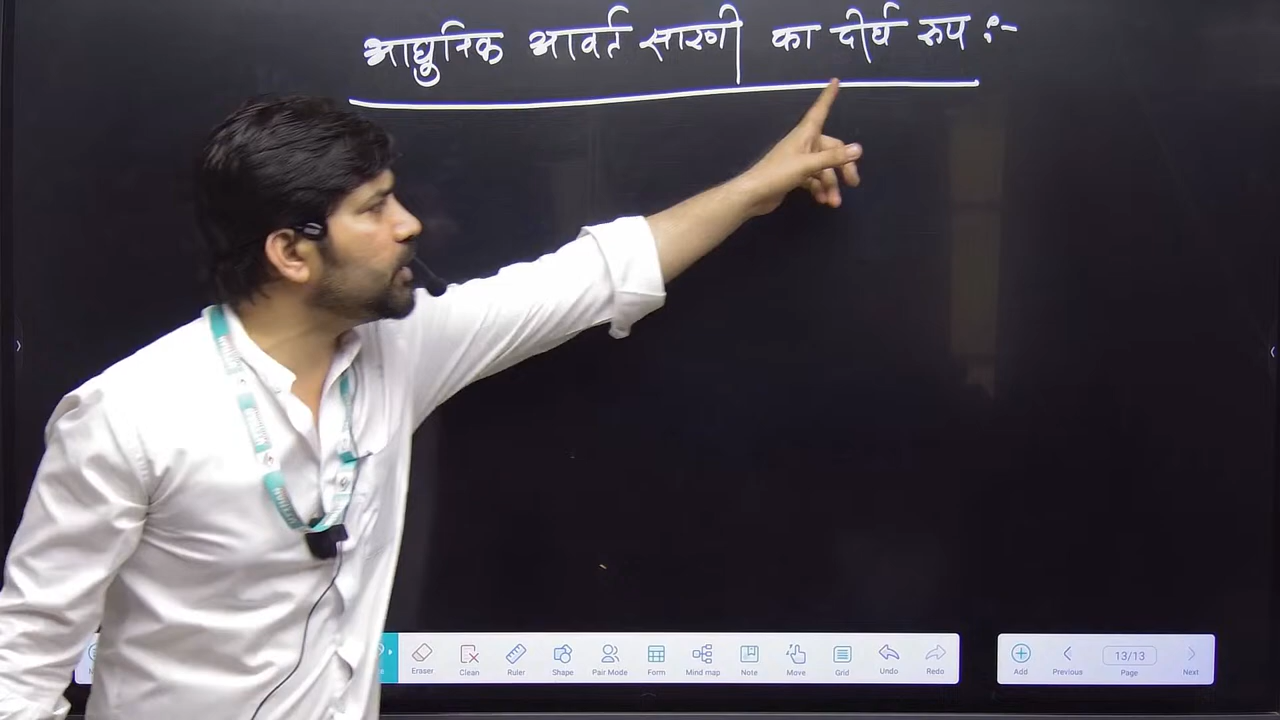 आधुनिक आवर्त सारणी का दीर्घ रुप :-
Eraser
Clean
Ruler
Shape
Pair Mode
Form
Mind map
Note
Move
Grid
Undo
Redo
Add
Previous
13/13
Page
Next